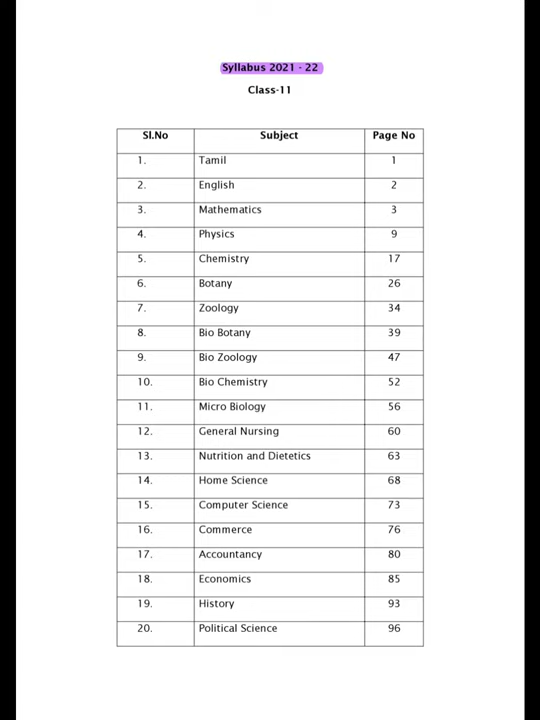 Syllabus 2021 - 22
Class-11
Sl.No Subject Page No
1. Tamil 1
2. English 2
3. Mathematics 3
4. Physics 9
5. Chemistry 17
6. Botany 26
7. Zoology 34
8. Bio Botany 39
9. Bio Zoology 47
10. Bio Chemistry 52
11. Micro Biology 56
12. General Nursing 60
13. Nutrition and Dietetics 63
14. Home Science 68
15. Computer Science 73
16. Commerce 76
17. Accountancy 80
18. Economics 85
19. History 93
20. Political Science 96